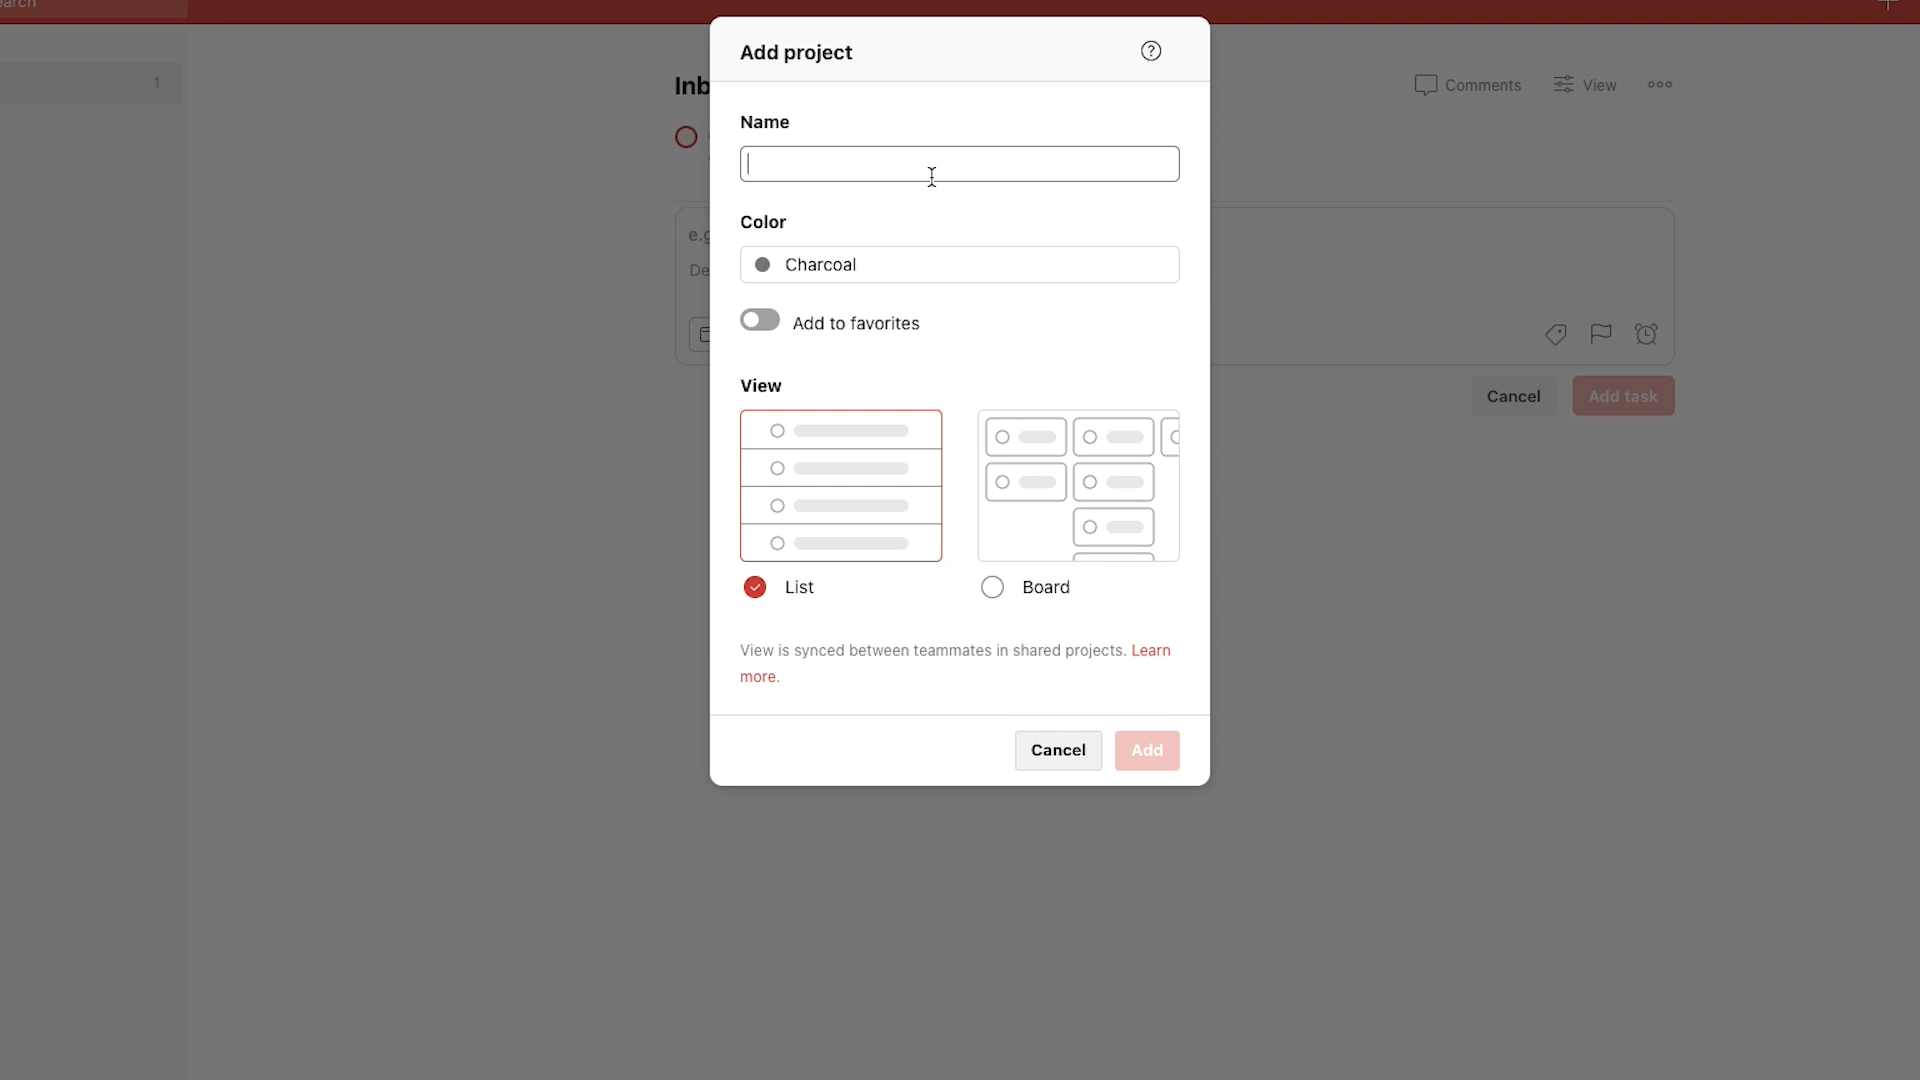 1
Add project
Comments
View
Name
Color
Charcoal
Add to favorites
Cancel
Add task
View
List
Board
View is synced between teammates in shared projects. Learn
more.
Cancel
Add